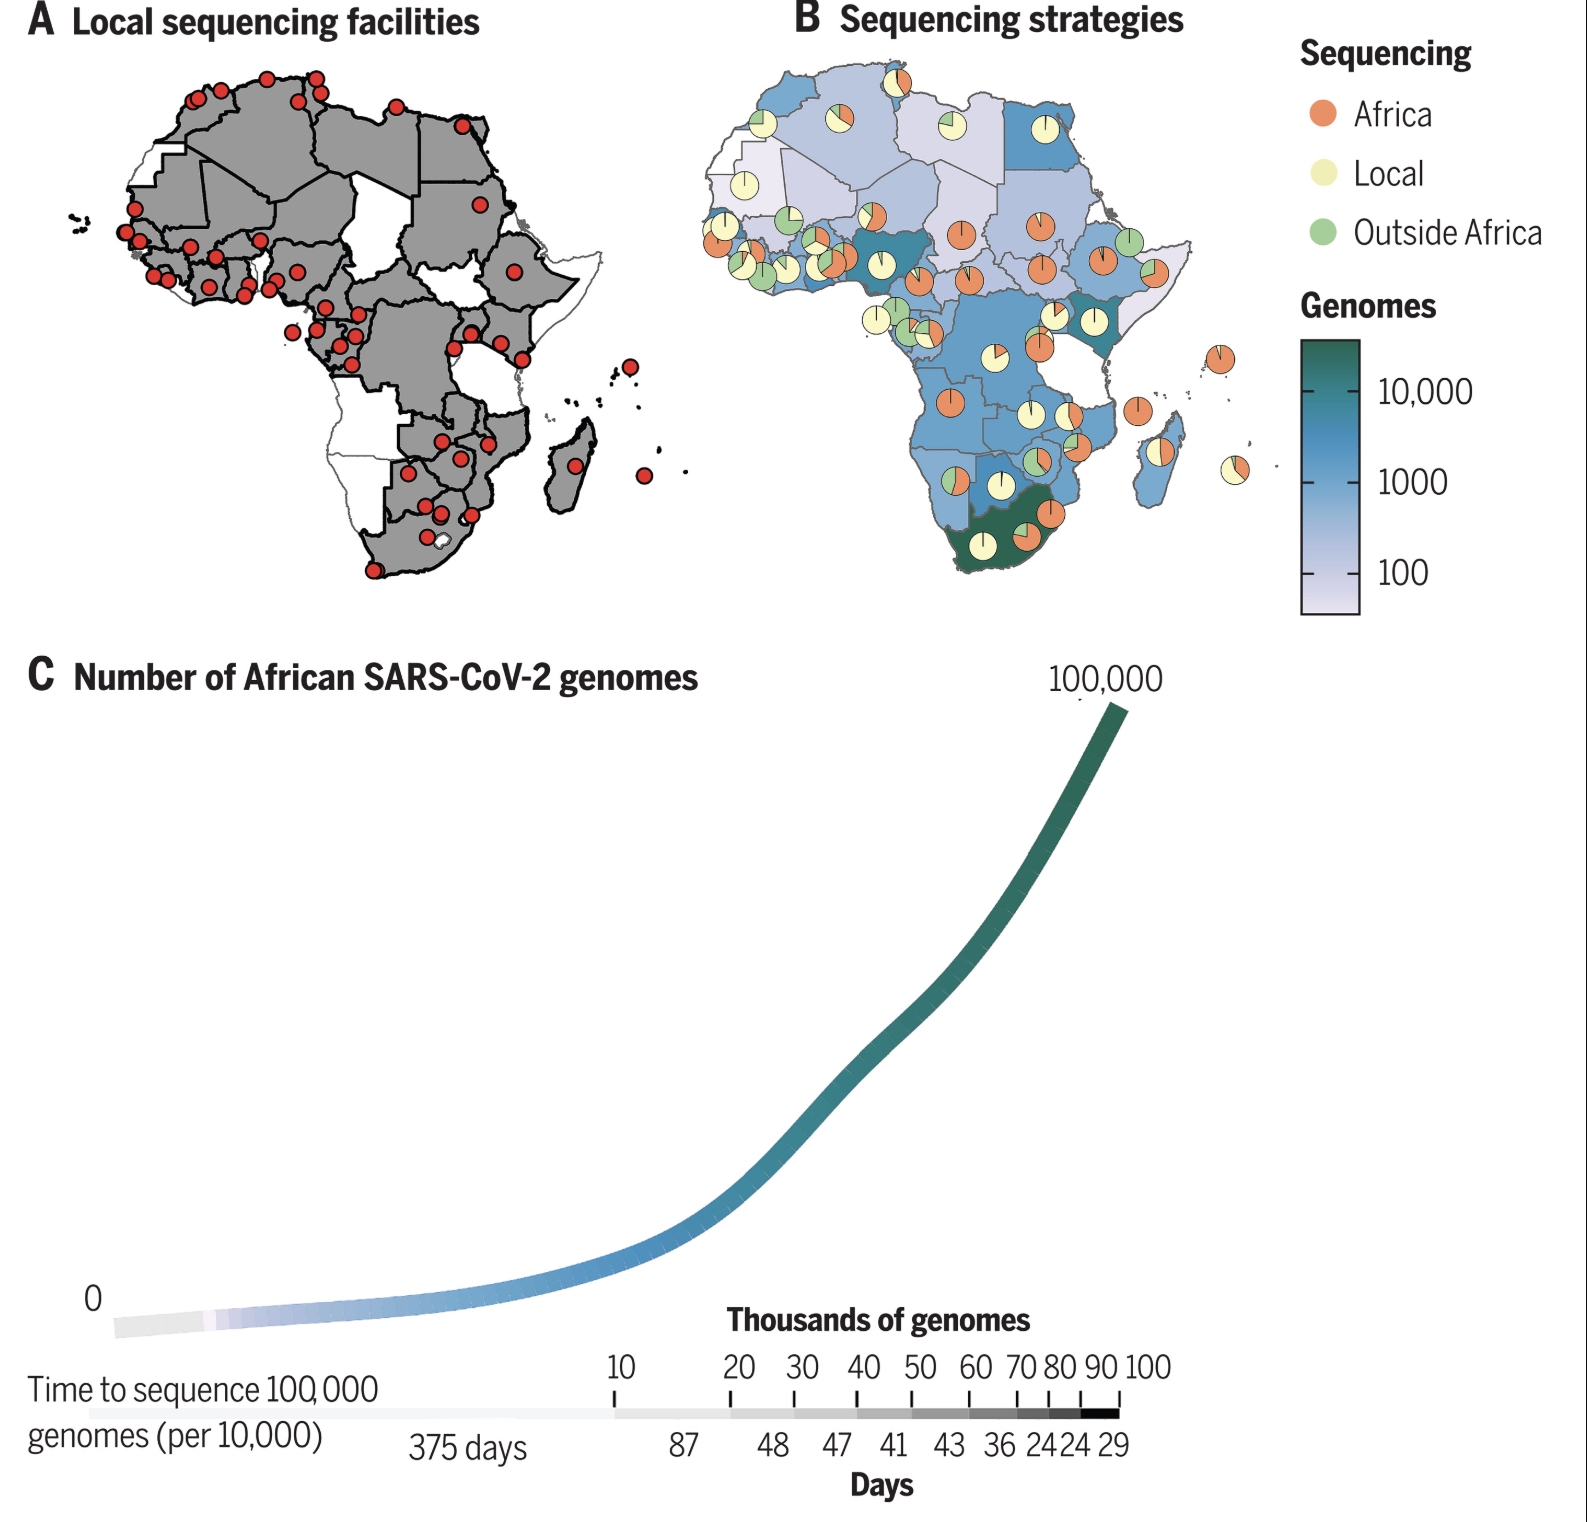 A Local sequencing facilities
B Sequencing strategies
Sequencing
Africa
Local
Outside Africa
Genomes
10,000
1000
100
C Number of African SARS-CoV-2 genomes
100,000
0
Thousands of genomes
10 20 30 40 50 60 70 80 90 100
Time to sequence 100,000
genomes (per 10,000)
375 days 87 48 47 41 43 36 24 24 29
Days